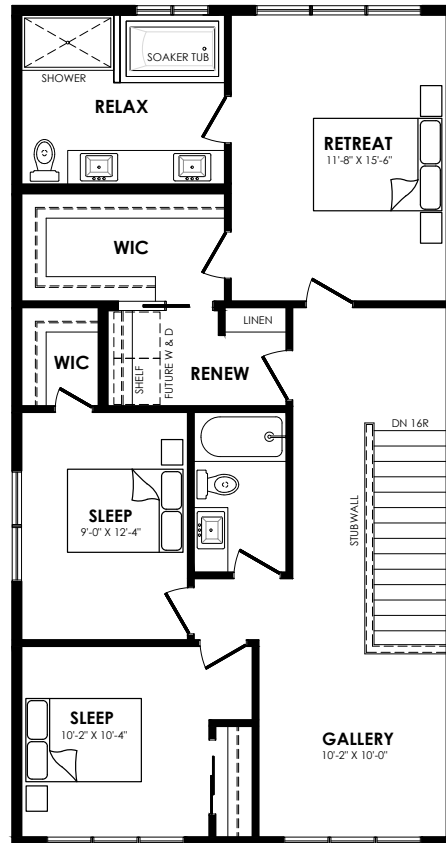 SOAKER TUB
SHOWER
RELAX
RETREAT
11'-8" X 15'-6"
WIC
LINEN
WIC
SHELF
FUTURE W & D
RENEW
DN 16R
STUBWALL
SLEEP
9'-0" X 12'-4"
SLEEP
10'-2" X 10'-4"
GALLERY
10'-2" X 10'-0"